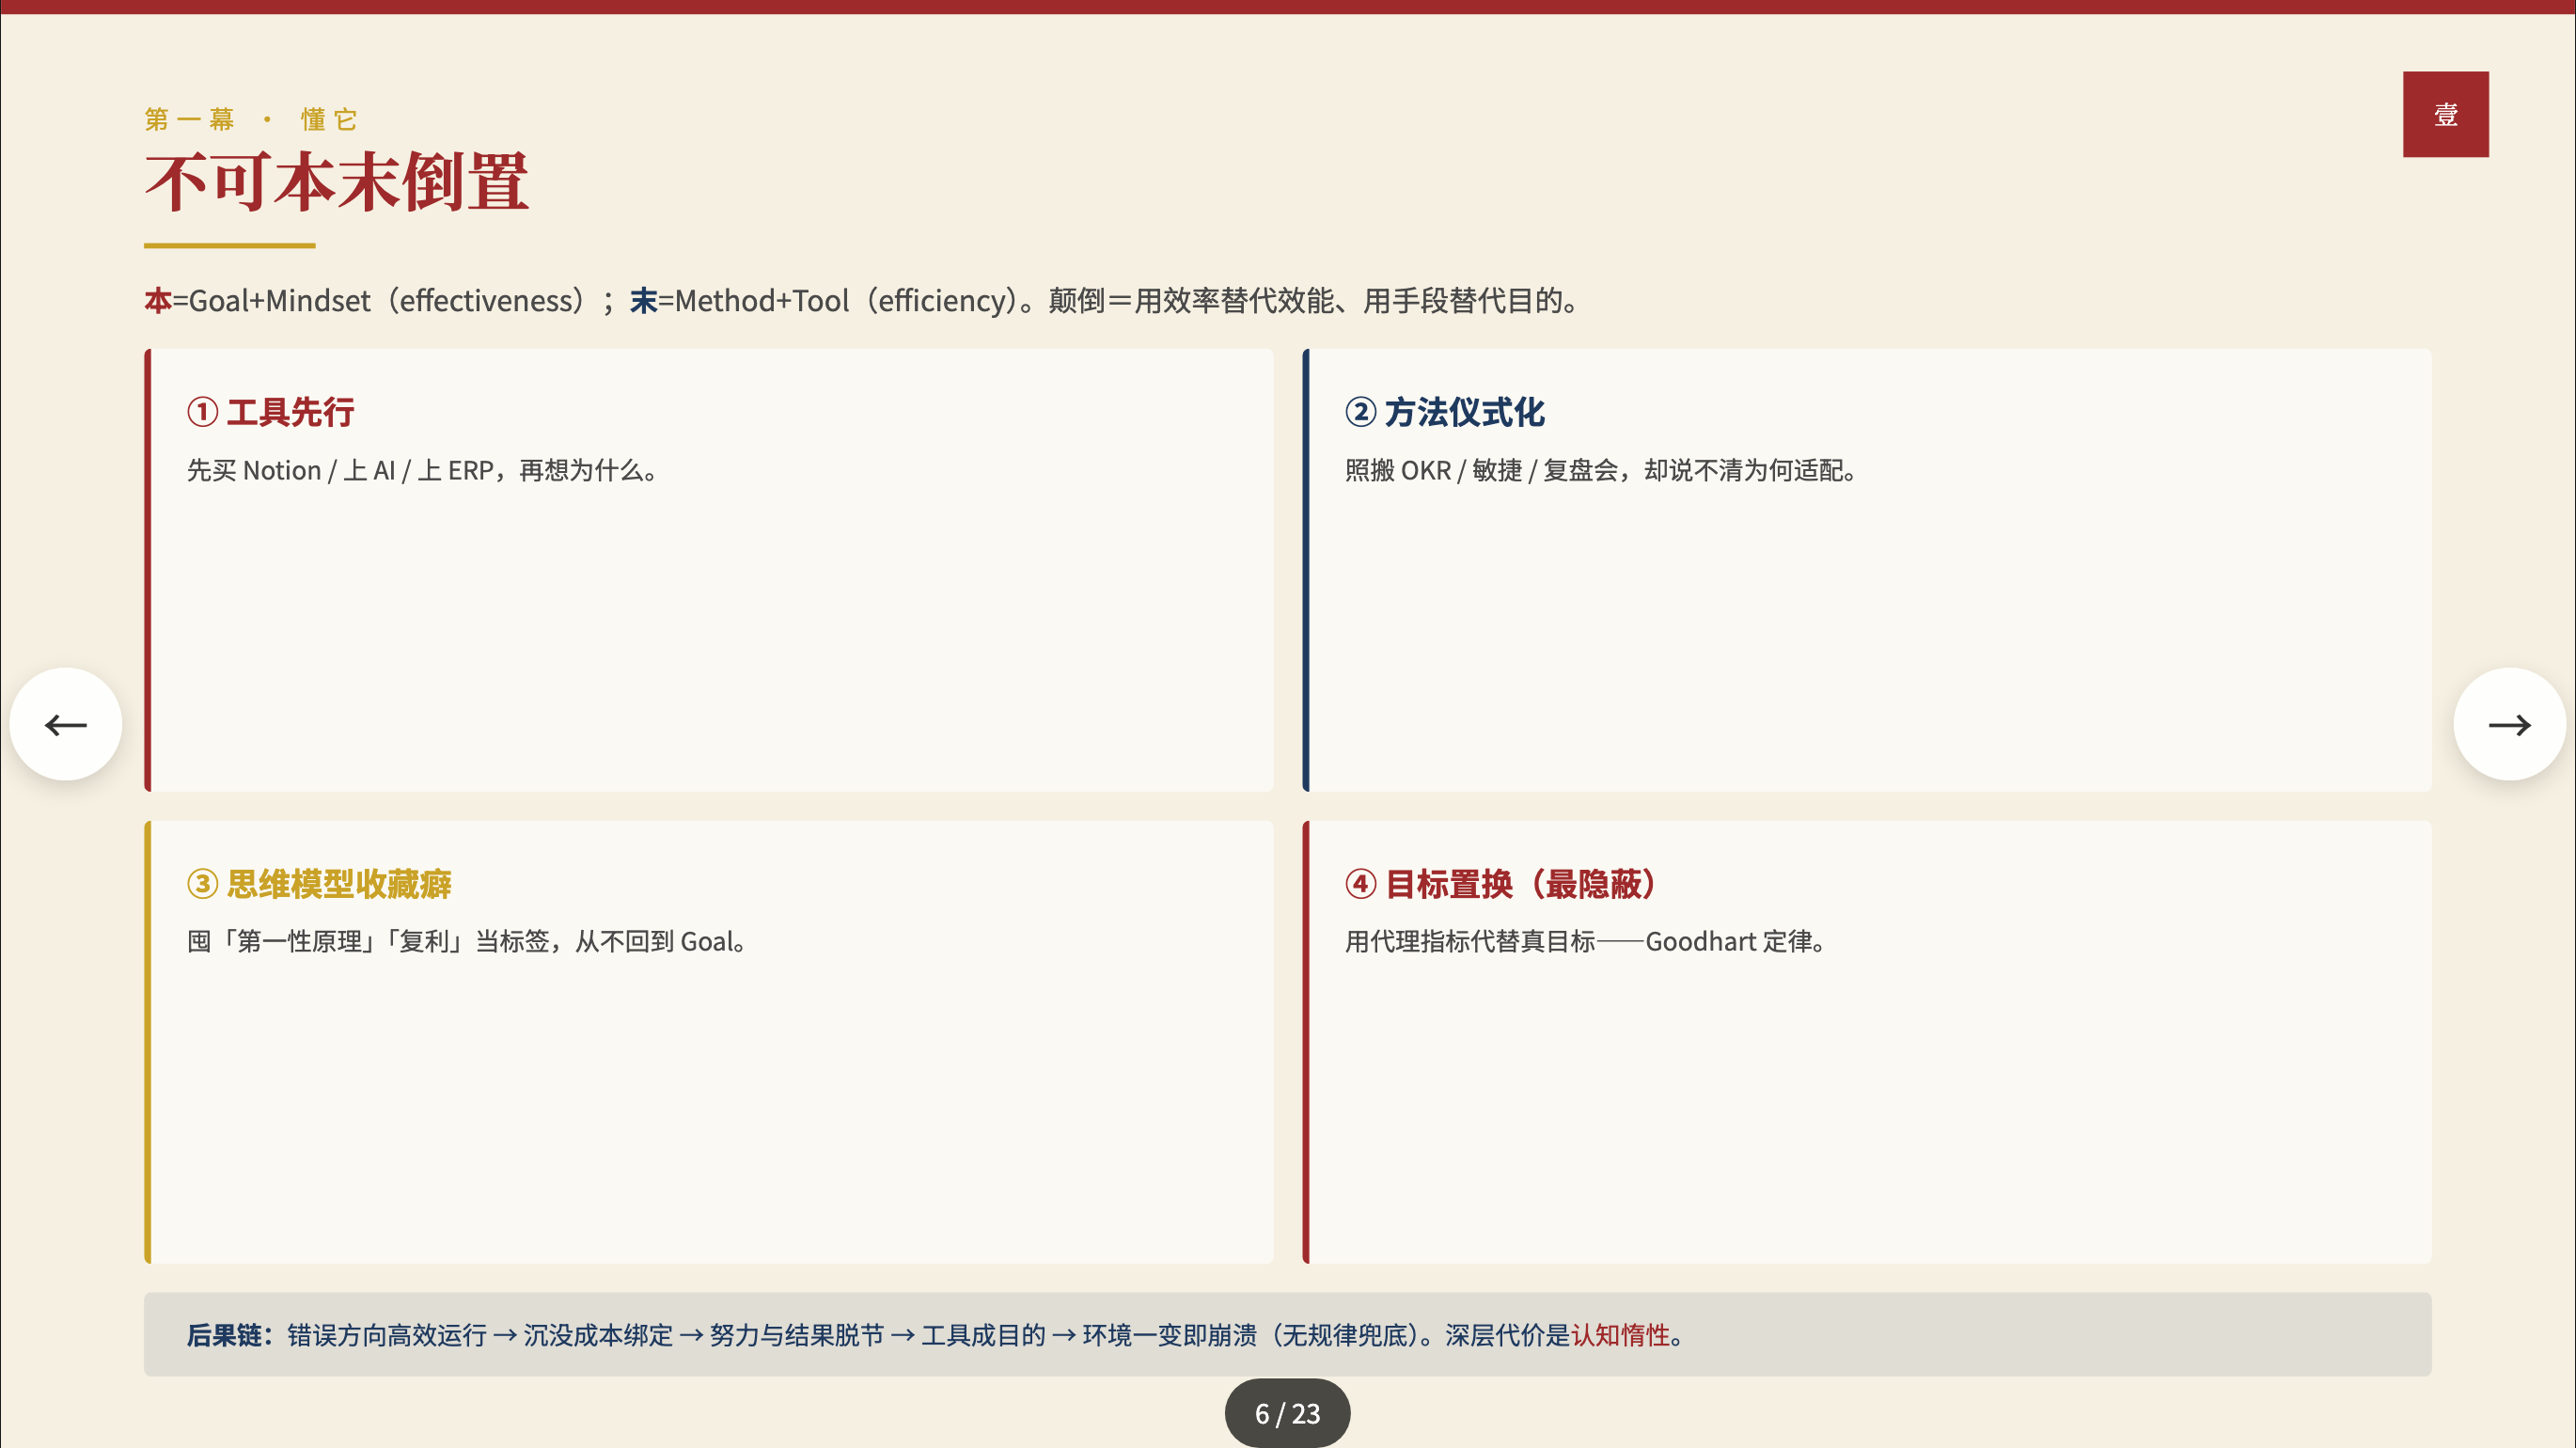 第一幕 · 懂它
壹
不可本末倒置
本=Goal+Mindset（effectiveness）；末=Method+Tool（efficiency）。颠倒＝用效率替代效能、用手段替代目的。
① 工具先行
先买 Notion / 上 AI / 上 ERP，再想为什么。
② 方法仪式化
照搬 OKR / 敏捷 / 复盘会，却说不清为何适配。
③ 思维模型收藏癖
囤「第一性原理」「复利」当标签，从不回到 Goal。
④ 目标置换（最隐蔽）
用代理指标代替真目标——Goodhart 定律。
←
→
后果链：错误方向高效运行 → 沉没成本绑定 → 努力与结果脱节 → 工具成目的 → 环境一变即崩溃（无规律兜底）。深层代价是认知惰性。
6 / 23